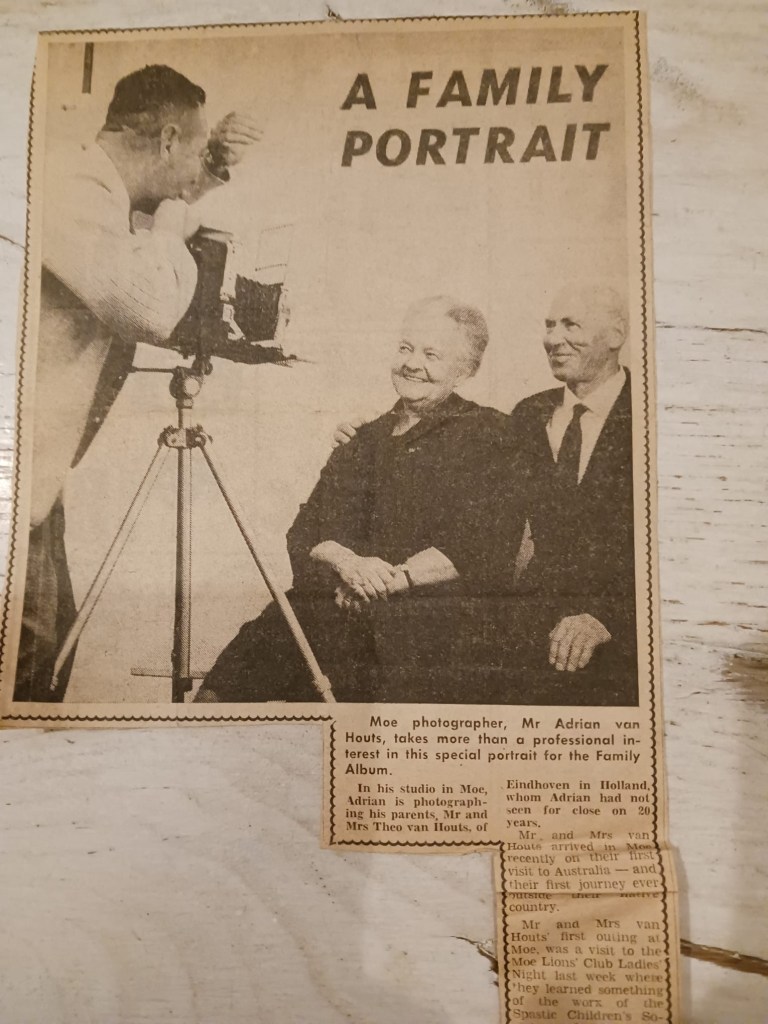 A FAMILY
PORTRAIT
Moe photographer, Mr Adrian van
Houts, takes more than a professional in-
terest in this special portrait for the Family
Album.
In his studio in Moe,
Adrian is photograph-
ing his parents, Mr and
Mrs Theo van Houts, of
Eindhoven in Holland,
whom Adrian had not
seen for close on 20
years.
Mr and Mrs van
Houts arrived in Moe
recently on their first
visit to Australia — and
their first journey ever
outside their native
country.
Mr and Mrs van
Houts' first outing at
Moe, was a visit to the
Moe Lions' Club Ladies'
Night last week where
they learned something
of the work of the
Spastic Children's So-